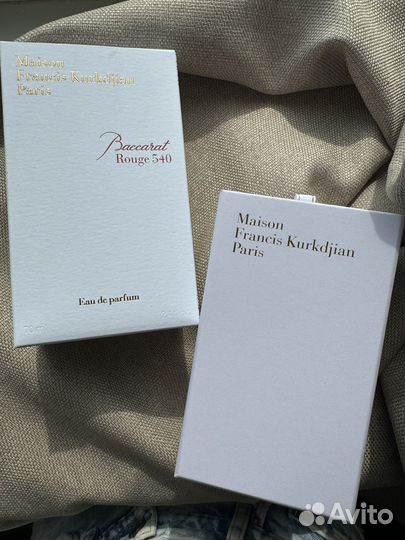 Maison
Francis Kurkdjian
Paris
Baccarat
Rouge 540
Eau de parfum
Maison
Francis Kurkdjian
Paris
Avito